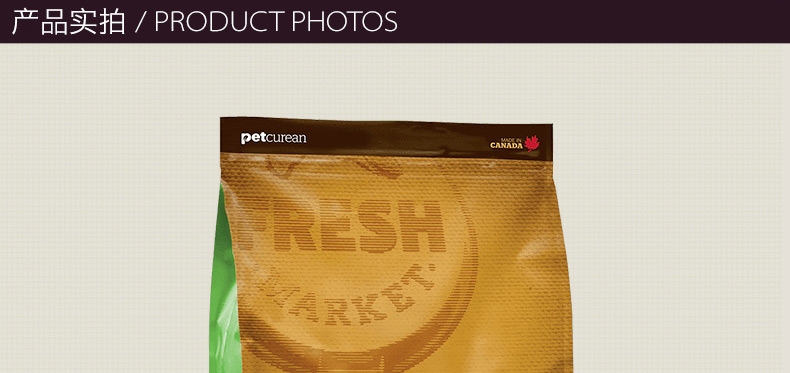 产品实拍 / PRODUCT PHOTOS
petcurean
MADE IN
CANADA
FRESH
MARKET.